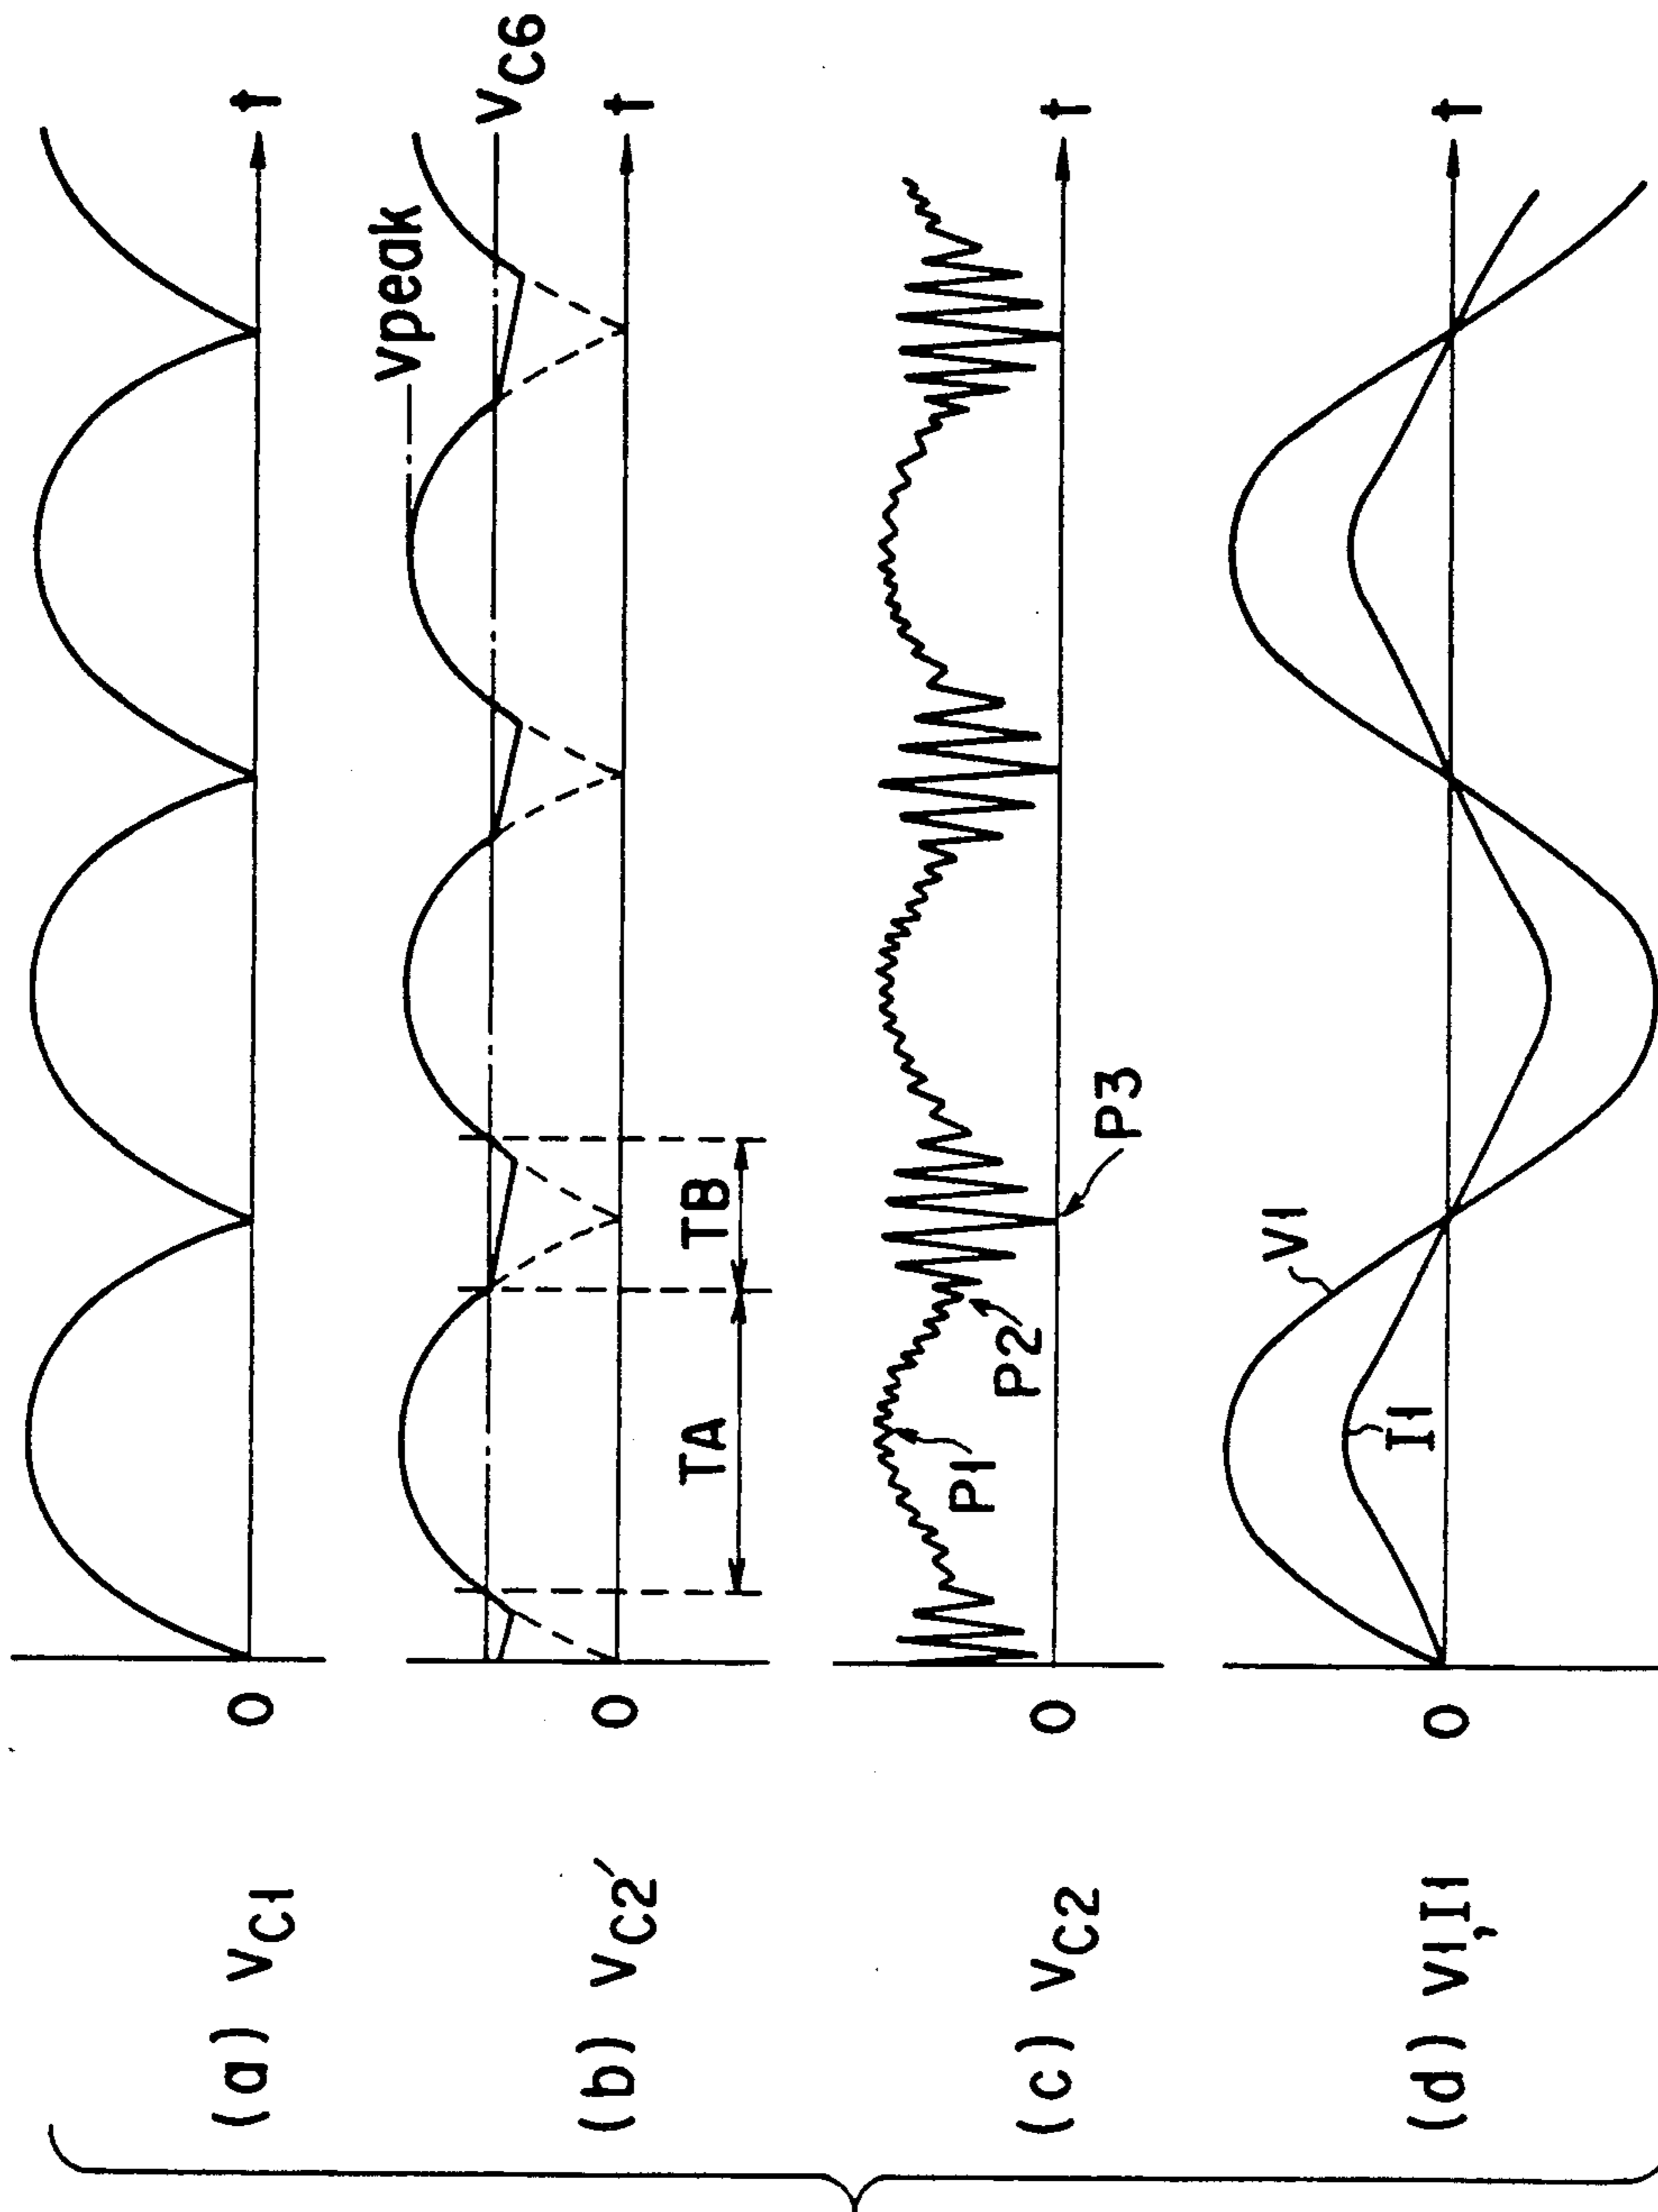 (a) VC1
0
t
(b) VC2′
0
Vpeak
VC6
t
TA
TB
(c) VC2
0
t
P1
P2
P3
(d) V1,I1
0
t
V1
I1